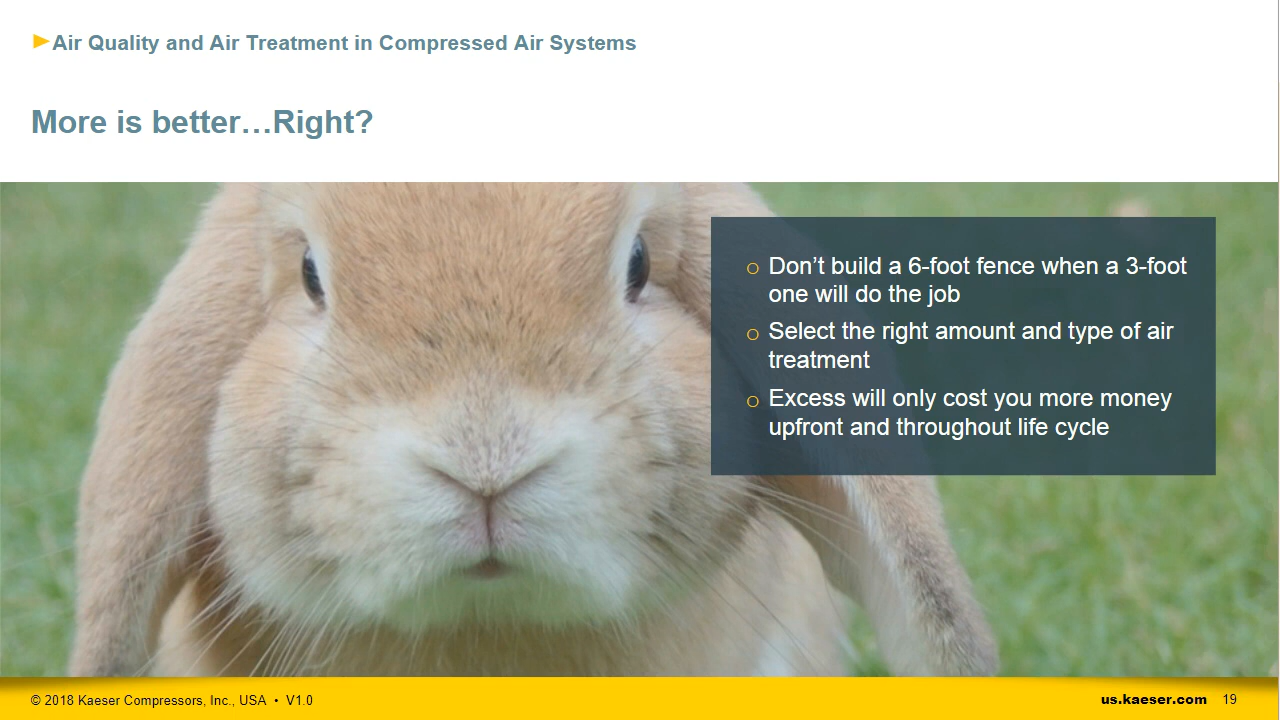 Air Quality and Air Treatment in Compressed Air Systems
More is better…Right?
Don’t build a 6-foot fence when a 3-foot
one will do the job
Select the right amount and type of air
treatment
Excess will only cost you more money
upfront and throughout life cycle
© 2018 Kaeser Compressors, Inc., USA • V1.0
us.kaeser.com 19